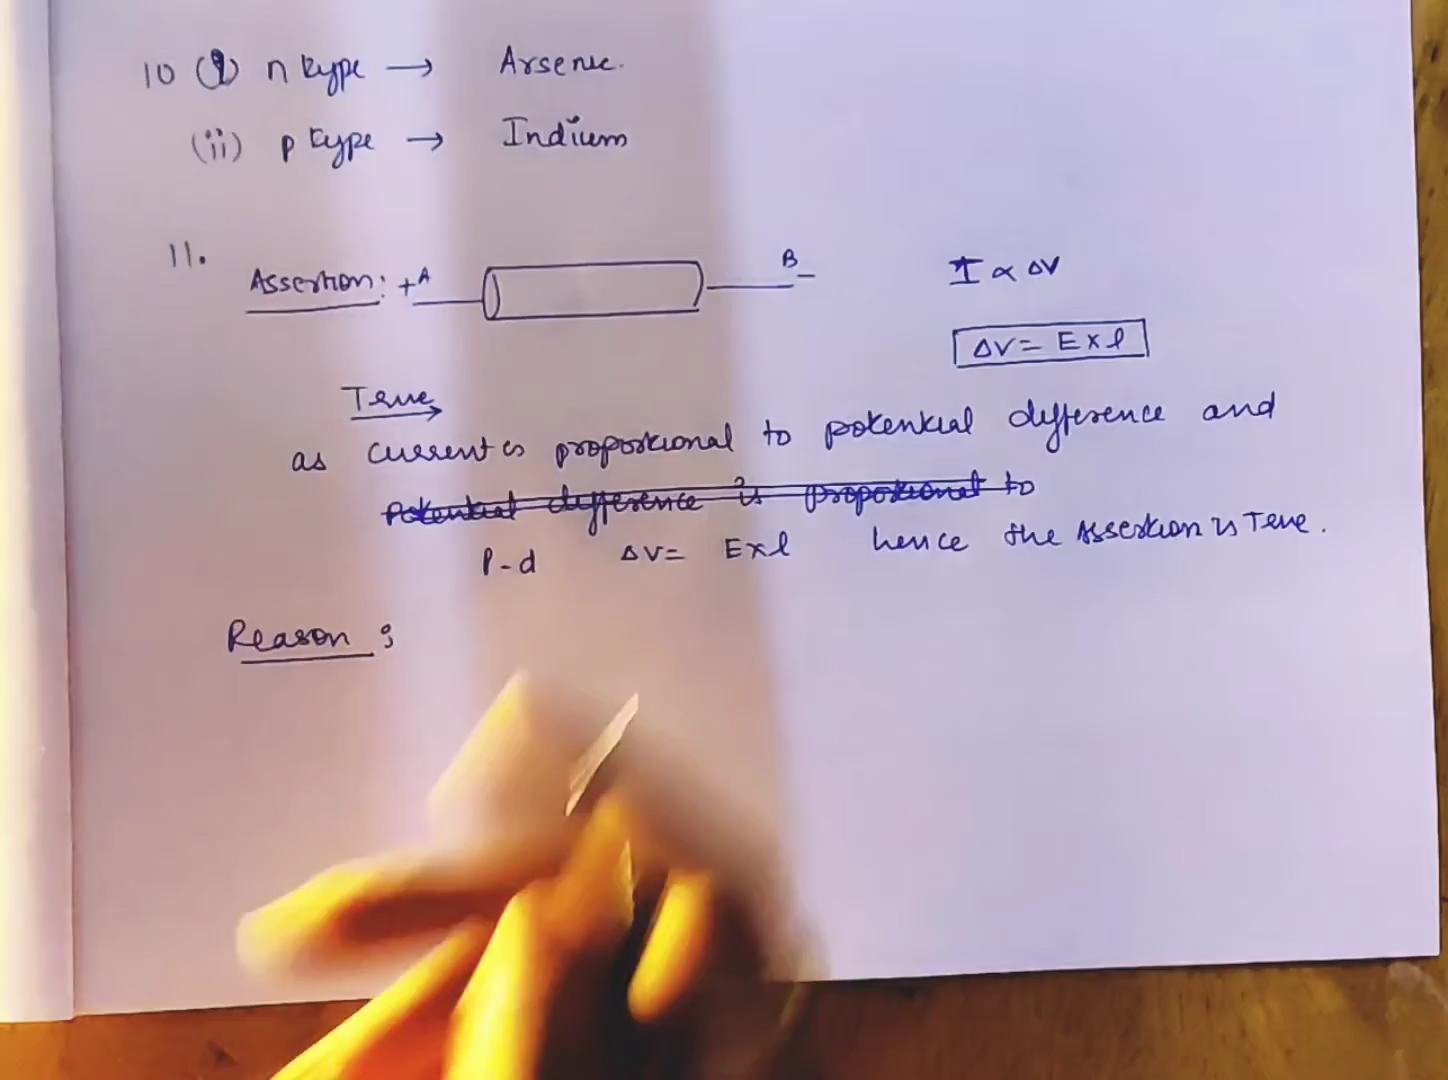 10 (i) n type → Arsenic.
(ii) p type → Indium
11.
Assertion: +A B -
I ∝ ΔV
ΔV = E×l
True
as current is proportional to potential difference and
potential difference is proportional to
P-d ΔV= E×l hence the Assertion is True.
Reason :